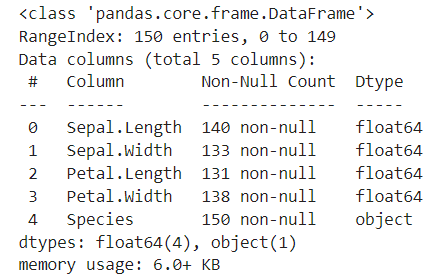 <class 'pandas.core.frame.DataFrame'>
RangeIndex: 150 entries, 0 to 149
Data columns (total 5 columns):
 #   Column        Non-Null Count  Dtype
---  ------        --------------  -----
 0   Sepal.Length  140 non-null    float64
 1   Sepal.Width   133 non-null    float64
 2   Petal.Length  131 non-null    float64
 3   Petal.Width   138 non-null    float64
 4   Species       150 non-null    object
dtypes: float64(4), object(1)
memory usage: 6.0+ KB